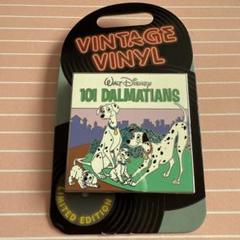 VINTAGE
VINYL
WALT DISNEY
101 DALMATIANS
LIMITED EDITION